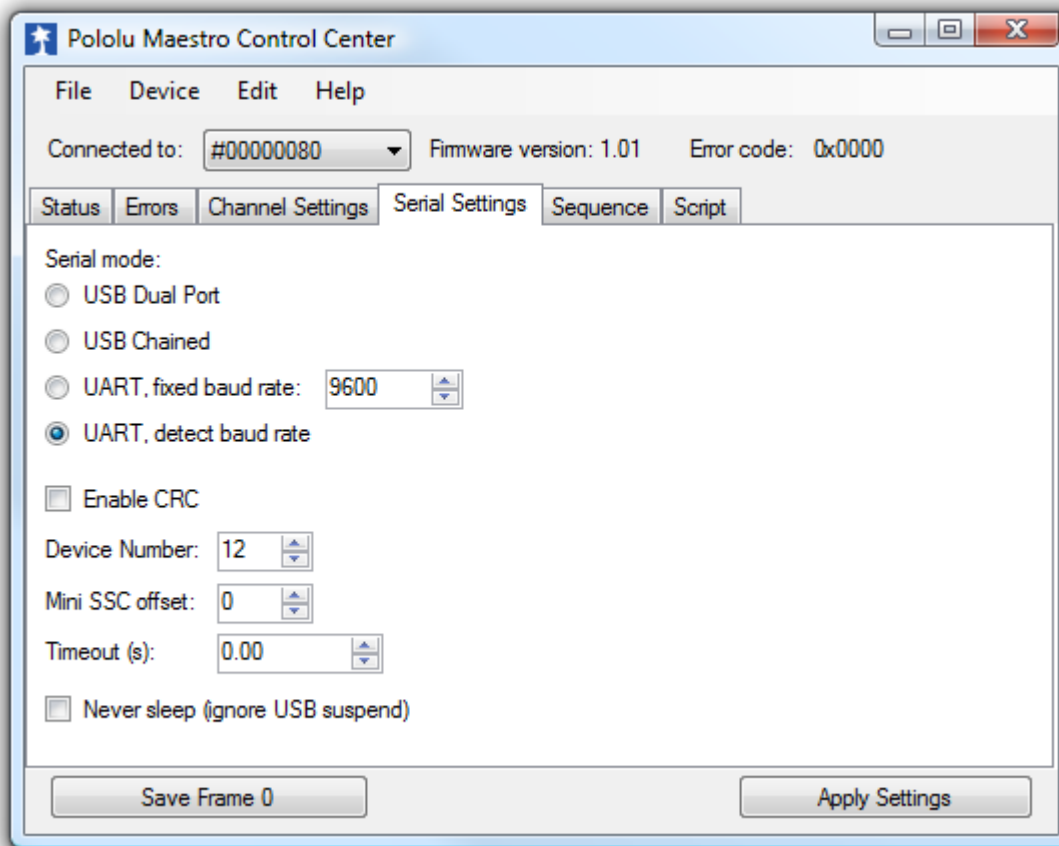 Pololu Maestro Control Center
File Device Edit Help
Connected to: #00000080 Firmware version: 1.01 Error code: 0x0000
Status Errors Channel Settings Serial Settings Sequence Script
Serial mode:
USB Dual Port
USB Chained
UART, fixed baud rate: 9600
UART, detect baud rate
Enable CRC
Device Number: 12
Mini SSC offset: 0
Timeout (s): 0.00
Never sleep (ignore USB suspend)
Save Frame 0 Apply Settings